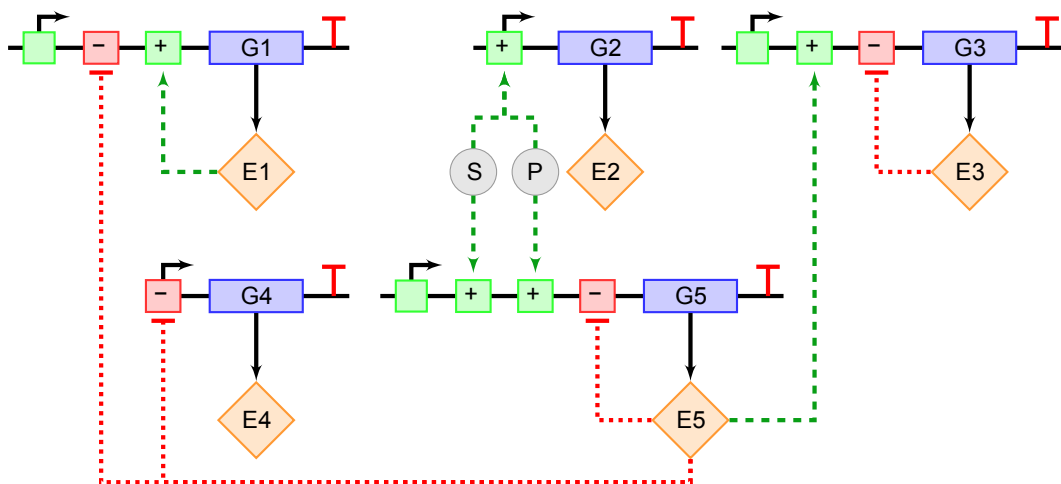 − + G1
+ G2
+ − G3
E1
S P E2
E3
− G4
+ + − G5
E4
E5